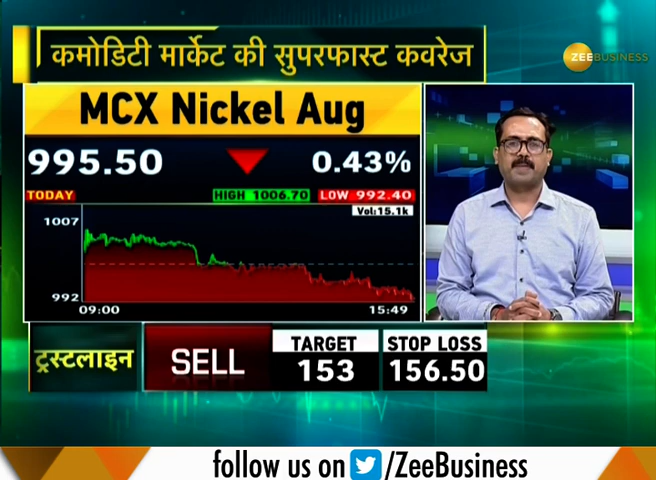 कमोडिटी मार्केट की सुपरफास्ट कवरेज
ZEEBUSINESS
MCX Nickel Aug
995.50 0.43%
TODAY HIGH 1006.70 LOW 992.40
Vol:15.1k
1007
992
09:00 15:49
ट्रस्टलाइन SELL TARGET 153 STOP LOSS 156.50
follow us on /ZeeBusiness